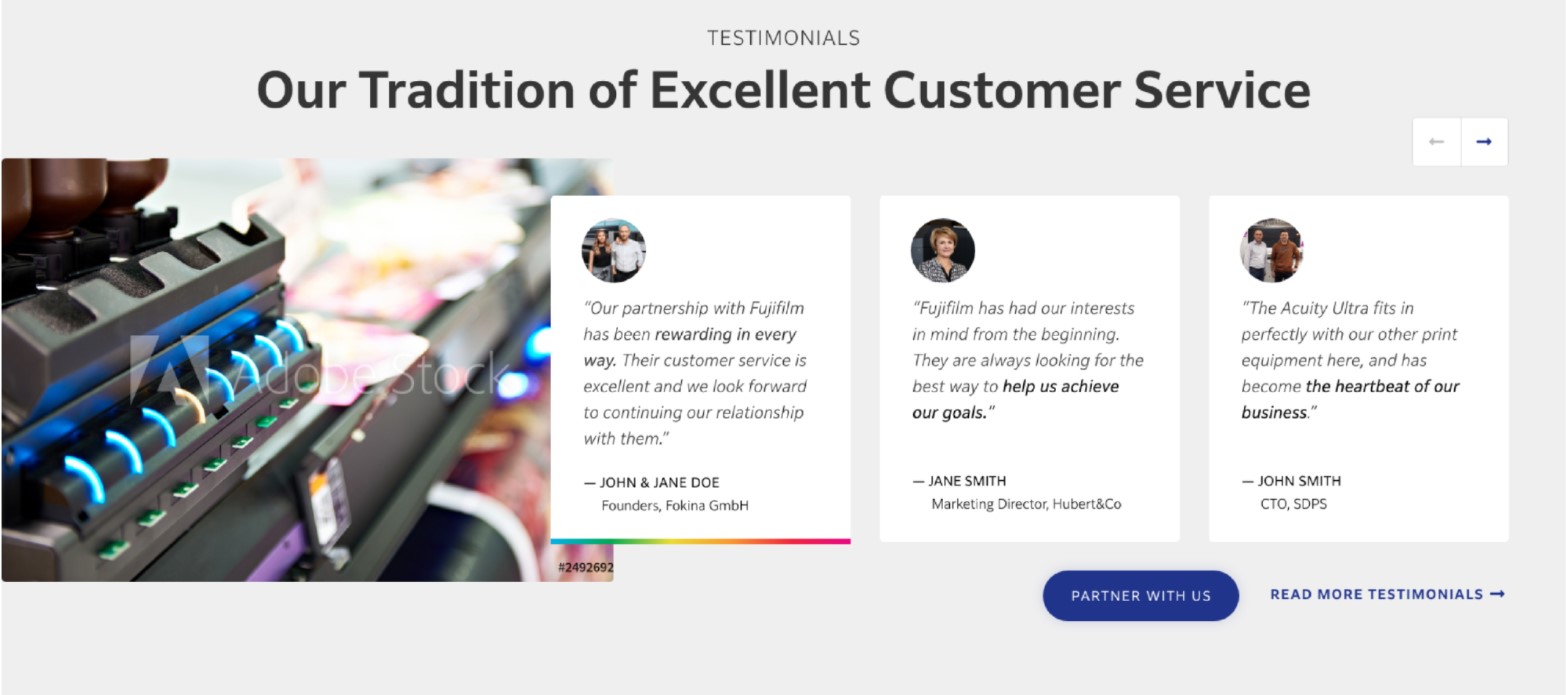 TESTIMONIALS
Our Tradition of Excellent Customer Service
Adobe Stock
“Our partnership with Fujifilm
has been rewarding in every
way. Their customer service is
excellent and we look forward
to continuing our relationship
with them.”
— JOHN & JANE DOE
Founders, Fokina GmbH
“Fujifilm has had our interests
in mind from the beginning.
They are always looking for the
best way to help us achieve
our goals.”
— JANE SMITH
Marketing Director, Hubert&Co
“The Acuity Ultra fits in
perfectly with our other print
equipment here, and has
become the heartbeat of our
business.”
— JOHN SMITH
CTO, SDPS
#2492692
PARTNER WITH US
READ MORE TESTIMONIALS →